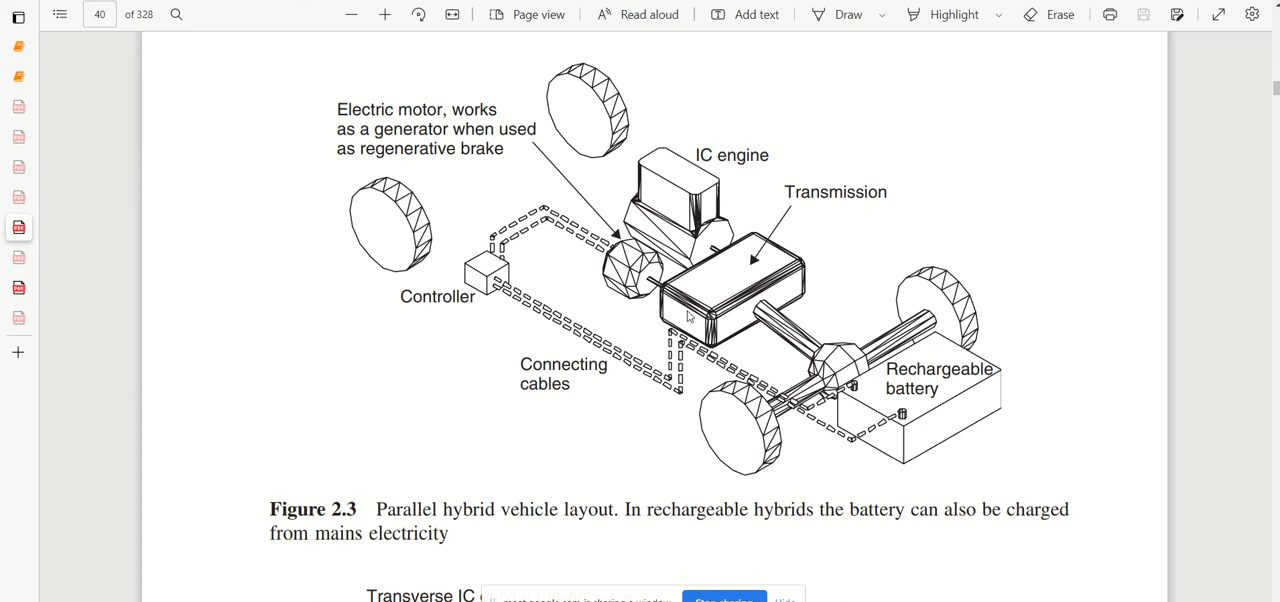 40 of 328 Page view Read aloud Add text Draw Highlight Erase
Electric motor, works
as a generator when used
as regenerative brake
IC engine
Transmission
Controller
Connecting
cables
Rechargeable
battery
Figure 2.3 Parallel hybrid vehicle layout. In rechargeable hybrids the battery can also be charged
from mains electricity
Transverse IC